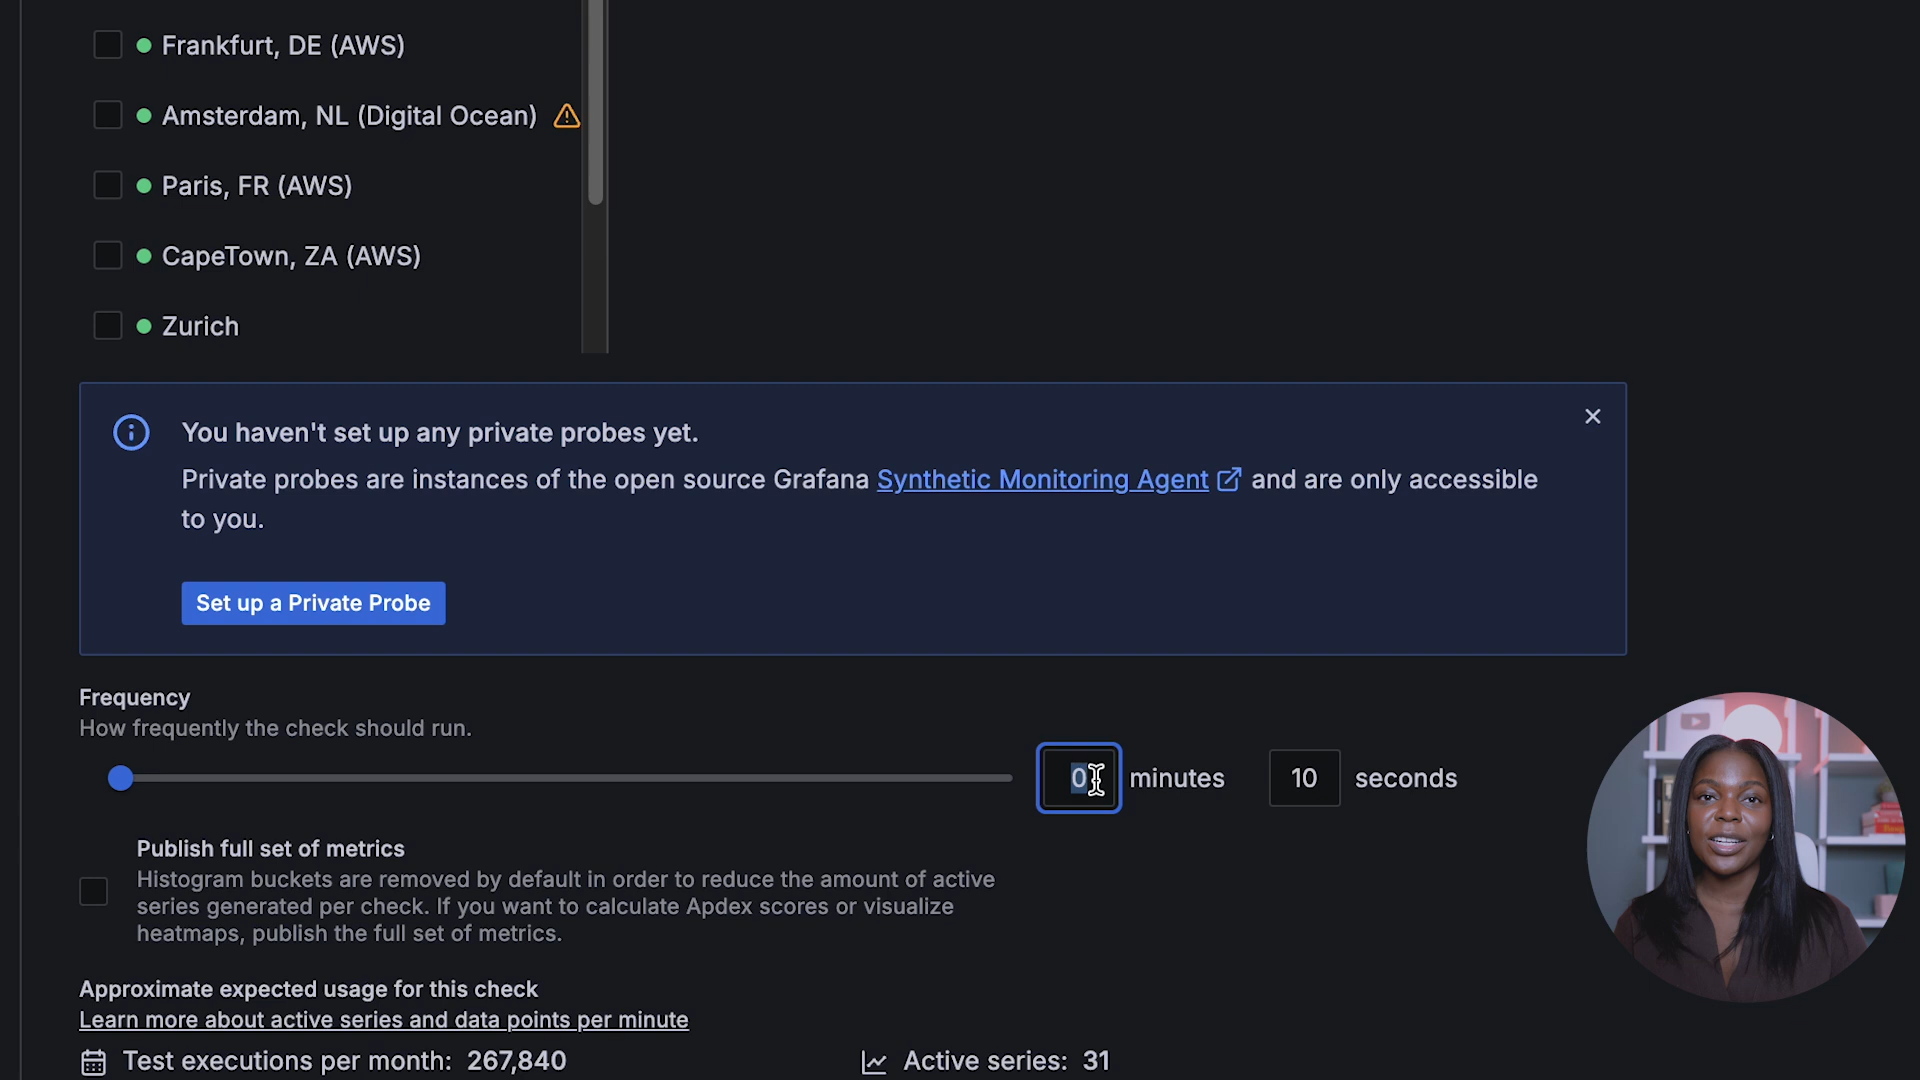 Frankfurt, DE (AWS)
Amsterdam, NL (Digital Ocean)
Paris, FR (AWS)
CapeTown, ZA (AWS)
Zurich
You haven't set up any private probes yet.
Private probes are instances of the open source Grafana Synthetic Monitoring Agent and are only accessible
to you.
Set up a Private Probe
Frequency
How frequently the check should run.
0 minutes 10 seconds
Publish full set of metrics
Histogram buckets are removed by default in order to reduce the amount of active
series generated per check. If you want to calculate Apdex scores or visualize
heatmaps, publish the full set of metrics.
Approximate expected usage for this check
Learn more about active series and data points per minute
Test executions per month: 267,840 Active series: 31